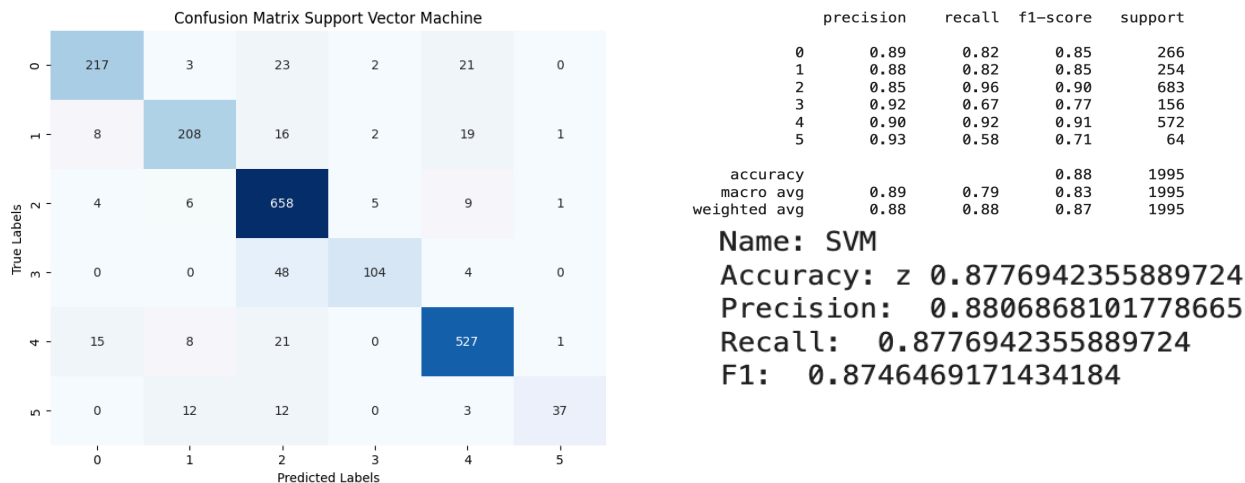 Confusion Matrix Support Vector Machine
True Labels
0 217 3 23 2 21 0
1 8 208 16 2 19 1
2 4 6 658 5 9 1
3 0 0 48 104 4 0
4 15 8 21 0 527 1
5 0 12 12 0 3 37
0 1 2 3 4 5
Predicted Labels
precision recall f1-score support
0 0.89 0.82 0.85 266
1 0.88 0.82 0.85 254
2 0.85 0.96 0.90 683
3 0.92 0.67 0.77 156
4 0.90 0.92 0.91 572
5 0.93 0.58 0.71 64
accuracy 0.88 1995
macro avg 0.89 0.79 0.83 1995
weighted avg 0.88 0.88 0.87 1995
Name: SVM
Accuracy: z 0.8776942355889724
Precision: 0.8806868101778665
Recall: 0.8776942355889724
F1: 0.8746469171434184